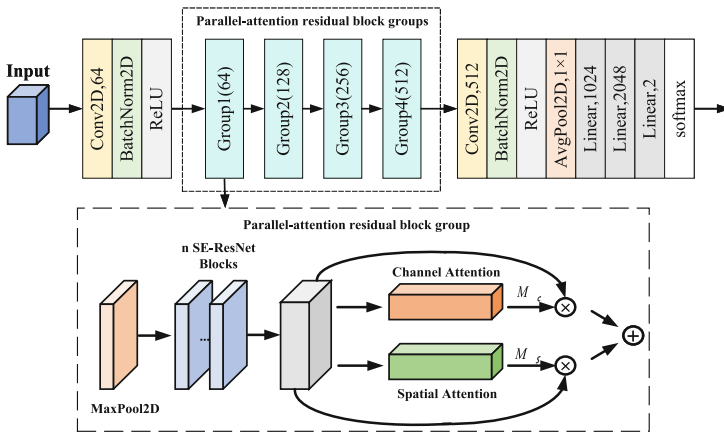 Parallel-attention residual block groups
Input
Conv2D,64
BatchNorm2D
ReLU
Group1(64)
Group2(128)
Group3(256)
Group4(512)
Conv2D,512
BatchNorm2D
ReLU
AvgPool2D,1×1
Linear,1024
Linear,2048
Linear,2
softmax
Parallel-attention residual block group
n SE-ResNet
Blocks
...
MaxPool2D
Channel Attention
M
Spatial Attention
M